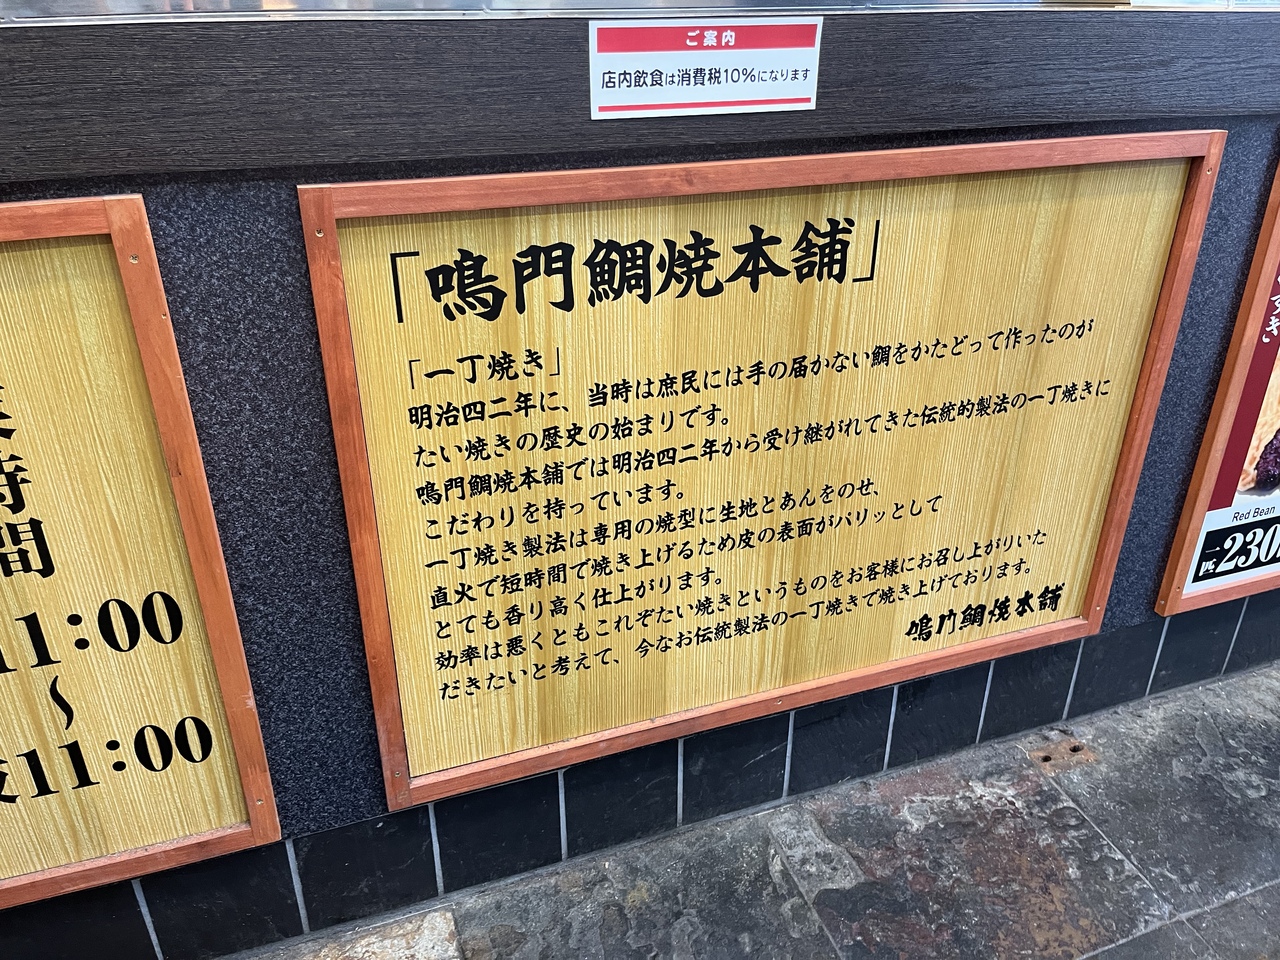 ご案内
店内飲食は消費税10%になります
「鳴門鯛焼本舗」
「一丁焼き」
明治四二年に、当時は庶民には手の届かない鯛をかたどって作ったのが
たい焼きの歴史の始まりです。
鳴門鯛焼本舗では明治四二年から受け継がれてきた伝統的製法の一丁焼きに
こだわりを持っています。
一丁焼き製法は専用の焼型に生地とあんをのせ、
直火で短時間で焼き上げるため皮の表面がパリッとして
とても香り高く仕上がります。
効率は悪くともこれぞたい焼きというものをお客様にお召し上がりいた
だきたいと考えて、今なお伝統製法の一丁焼きで焼き上げております。
鳴門鯛焼本舗
時間
11:00
〜
11:00
Red Bean
一匹230